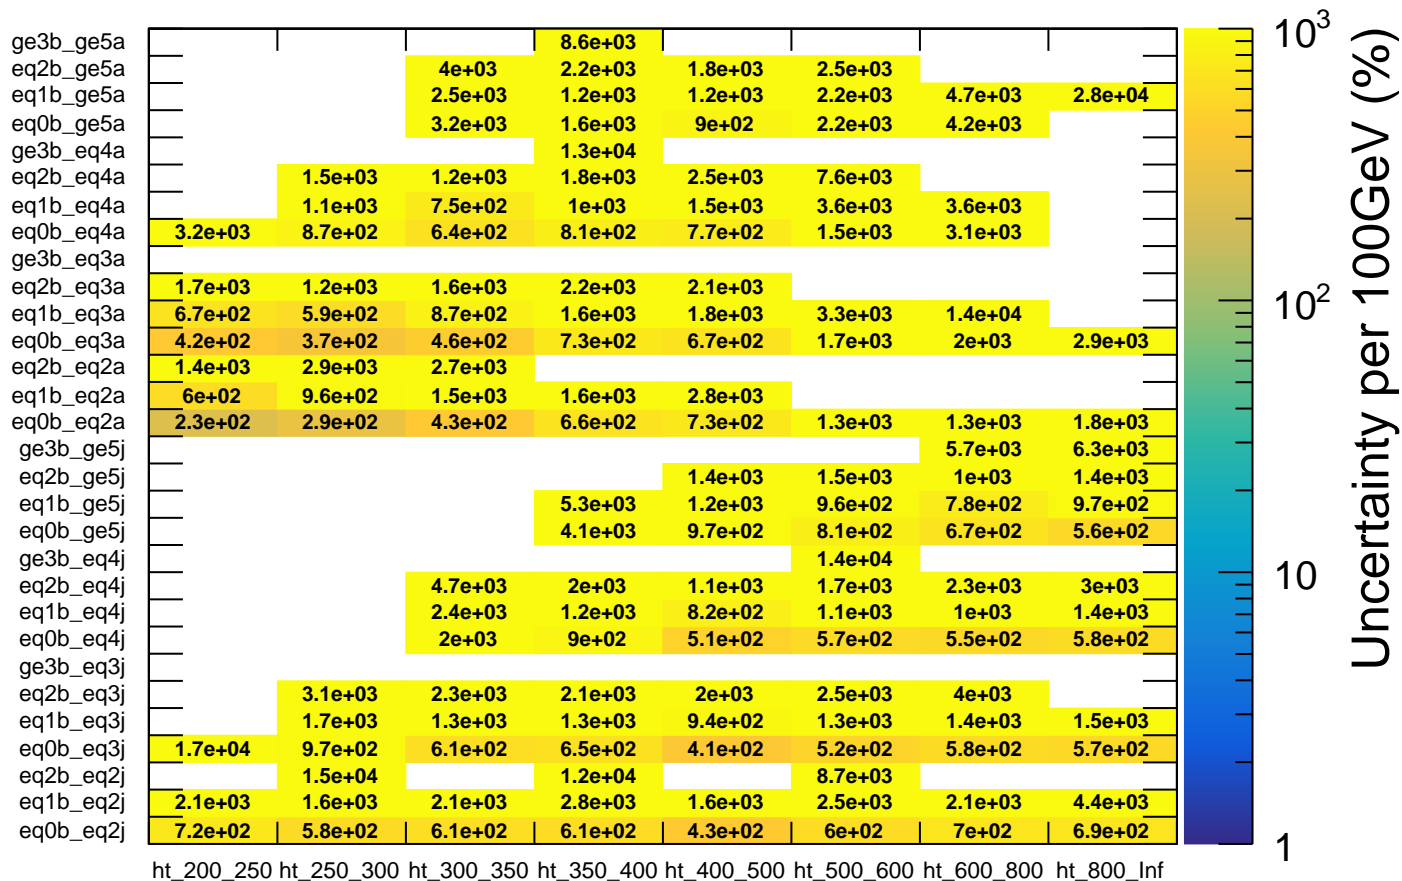 ge3b_ge5a 8.6e+03
eq2b_ge5a 4e+03 2.2e+03 1.8e+03 2.5e+03
eq1b_ge5a 2.5e+03 1.2e+03 1.2e+03 2.2e+03 4.7e+03 2.8e+04
eq0b_ge5a 3.2e+03 1.6e+03 9e+02 2.2e+03 4.2e+03
ge3b_eq4a 1.3e+04
eq2b_eq4a 1.5e+03 1.2e+03 1.8e+03 2.5e+03 7.6e+03
eq1b_eq4a 1.1e+03 7.5e+02 1e+03 1.5e+03 3.6e+03 3.6e+03
eq0b_eq4a 3.2e+03 8.7e+02 6.4e+02 8.1e+02 7.7e+02 1.5e+03 3.1e+03
ge3b_eq3a
eq2b_eq3a 1.7e+03 1.2e+03 1.6e+03 2.2e+03 2.1e+03
eq1b_eq3a 6.7e+02 5.9e+02 8.7e+02 1.6e+03 1.8e+03 3.3e+03 1.4e+04
eq0b_eq3a 4.2e+02 3.7e+02 4.6e+02 7.3e+02 6.7e+02 1.7e+03 2e+03 2.9e+03
eq2b_eq2a 1.4e+03 2.9e+03 2.7e+03
eq1b_eq2a 6e+02 9.6e+02 1.5e+03 1.6e+03 2.8e+03
eq0b_eq2a 2.3e+02 2.9e+02 4.3e+02 6.6e+02 7.3e+02 1.3e+03 1.3e+03 1.8e+03
ge3b_ge5j 5.7e+03 6.3e+03
eq2b_ge5j 1.4e+03 1.5e+03 1e+03 1.4e+03
eq1b_ge5j 5.3e+03 1.2e+03 9.6e+02 7.8e+02 9.7e+02
eq0b_ge5j 4.1e+03 9.7e+02 8.1e+02 6.7e+02 5.6e+02
ge3b_eq4j 1.4e+04
eq2b_eq4j 4.7e+03 2e+03 1.1e+03 1.7e+03 2.3e+03 3e+03
eq1b_eq4j 2.4e+03 1.2e+03 8.2e+02 1.1e+03 1e+03 1.4e+03
eq0b_eq4j 2e+03 9e+02 5.1e+02 5.7e+02 5.5e+02 5.8e+02
ge3b_eq3j
eq2b_eq3j 3.1e+03 2.3e+03 2.1e+03 2e+03 2.5e+03 4e+03
eq1b_eq3j 1.7e+03 1.3e+03 1.3e+03 9.4e+02 1.3e+03 1.4e+03 1.5e+03
eq0b_eq3j 1.7e+04 9.7e+02 6.1e+02 6.5e+02 4.1e+02 5.2e+02 5.8e+02 5.7e+02
eq2b_eq2j 1.5e+04 1.2e+04 8.7e+03
eq1b_eq2j 2.1e+03 1.6e+03 2.1e+03 2.8e+03 1.6e+03 2.5e+03 2.1e+03 4.4e+03
eq0b_eq2j 7.2e+02 5.8e+02 6.1e+02 6.1e+02 4.3e+02 6e+02 7e+02 6.9e+02
ht_200_250 ht_250_300 ht_300_350 ht_350_400 ht_400_500 ht_500_600 ht_600_800 ht_800_Inf
10³
10²
10
1
Uncertainty per 100GeV (%)